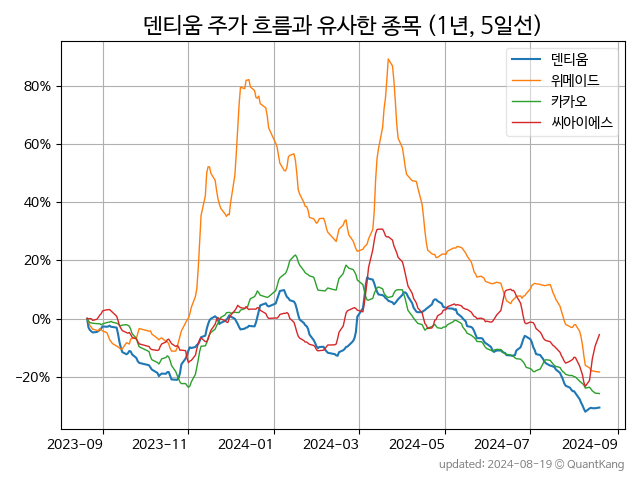 덴티움 주가 흐름과 유사한 종목 (1년, 5일선)
덴티움
위메이드
카카오
씨아이에스
80%
60%
40%
20%
0%
−20%
2023-09 2023-11 2024-01 2024-03 2024-05 2024-07 2024-09
updated: 2024-08-19 © QuantKang